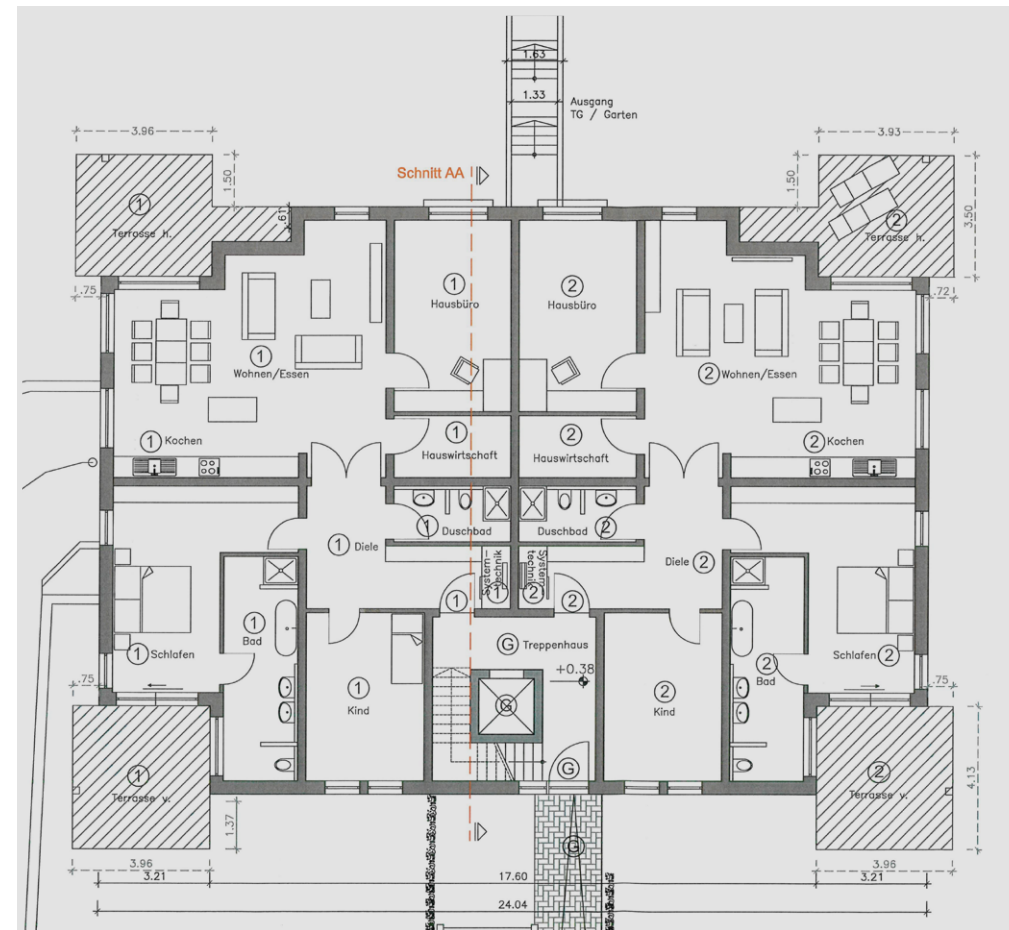 1.63
1.33
Ausgang
TG / Garten
3.96
3.93
Schnitt AA
1.50
1.50
3.50
.61
1
Terrasse h.
2
Terrasse h.
.75
.72
1
Hausbüro
2
Hausbüro
1
Wohnen/Essen
2 Wohnen/Essen
1 Kochen
2 Kochen
1
Hauswirtschaft
2
Hauswirtschaft
1
Duschbad
Duschbad
2
1 Diele
Diele 2
System-
technik
1
System
technik
2
1
2
1
Bad
2
Bad
1 Schlafen
Schlafen 2
G Treppenhaus
+0.38
1
Kind
2
Kind
G
G
.75
.75
1
Terrasse v.
2
Terrasse v.
4.13
1.37
G
3.96
3.96
3.21
17.60
3.21
24.04